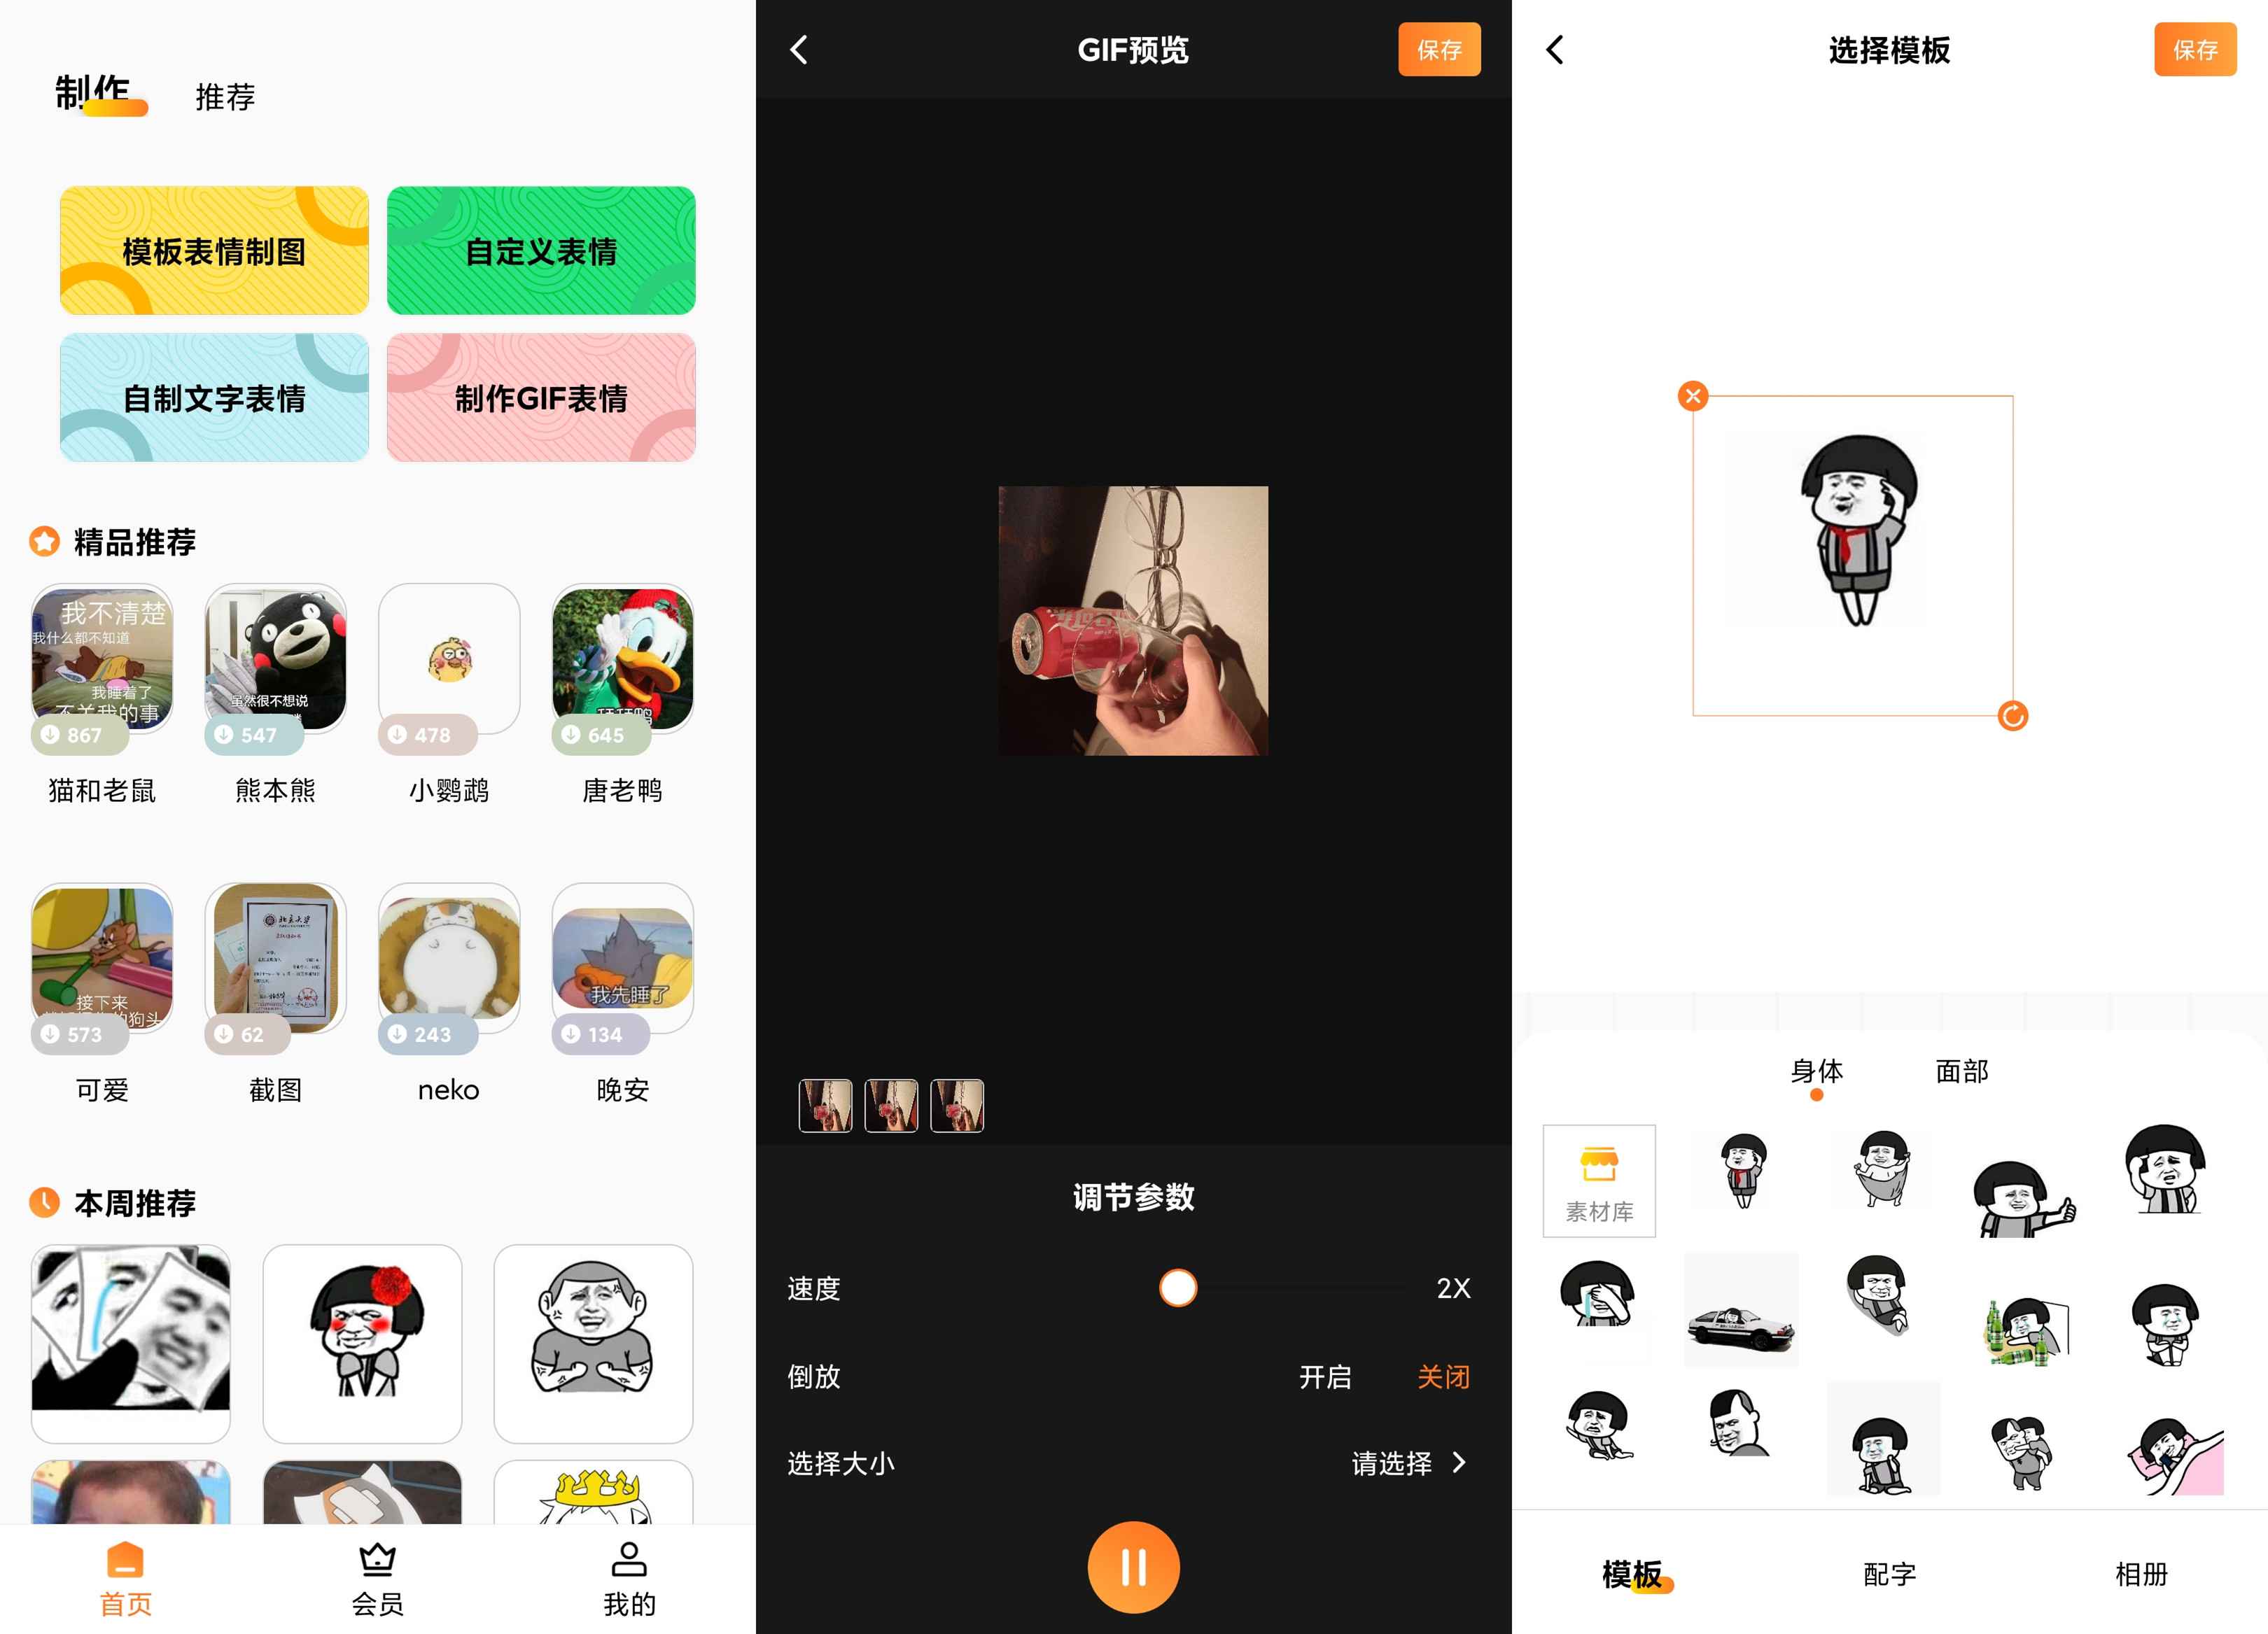 制作
推荐
模板表情制图
自定义表情
自制文字表情
制作GIF表情
精品推荐
我不清楚
我什么都不知道
我睡着了
不关我的事
867
虽然很不想说
547
478
645
猫和老鼠
熊本熊
小鹦鹉
唐老鸭
接下来
573
北京大学
62
243
我先睡了
134
可爱
截图
neko
晚安
本周推荐
首页
会员
我的
GIF预览
保存
调节参数
速度
2X
倒放
开启
关闭
选择大小
请选择
选择模板
保存
身体
面部
素材库
模板
配字
相册